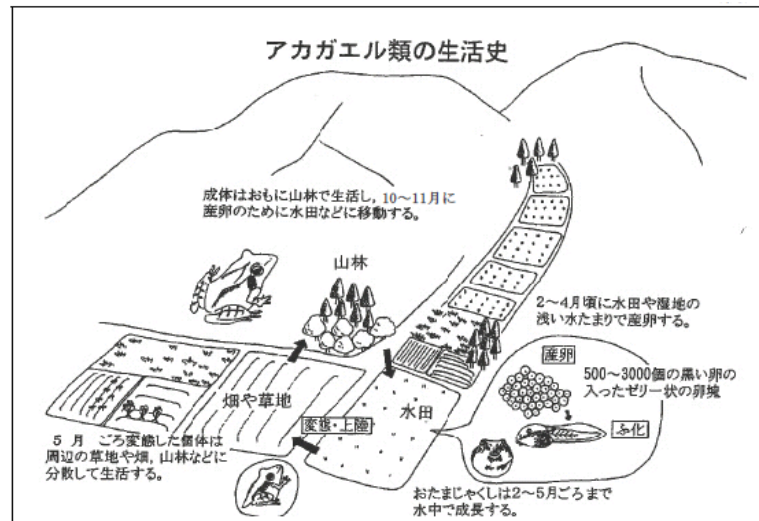 アカガエル類の生活史
成体はおもに山林で生活し，10～11月に
産卵のために水田などに移動する。
山林
2～4月頃に水田や湿地の
浅い水たまりで産卵する。
産卵
500～3000個の黒い卵の
入ったゼリー状の卵塊
ふ化
水田
畑や草地
変態・上陸
5 月 ごろ変態した個体は
周辺の草地や畑，山林などに
分散して生活する。
おたまじゃくしは2～5月ごろまで
水中で成長する。